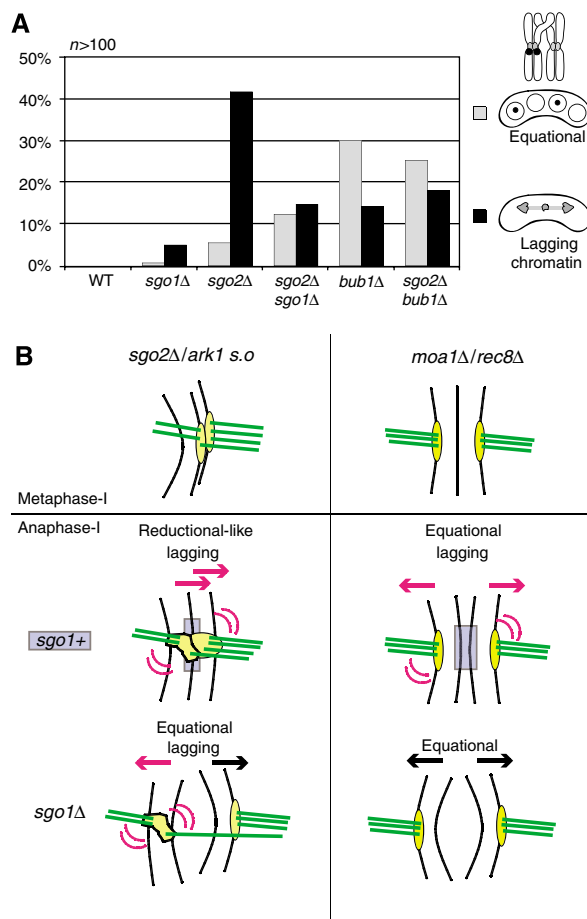 A
n>100
50%
40%
30%
20%
10%
0%
WT
sgo1Δ
sgo2Δ
sgo2Δ
sgo1Δ
bub1Δ
sgo2Δ
bub1Δ
Equational
Lagging
chromatin
B
sgo2Δ/ark1 s.o
moa1Δ/rec8Δ
Metaphase-I
Anaphase-I
Reductional-like
lagging
Equational
lagging
sgo1+
Equational
lagging
Equational
sgo1Δ